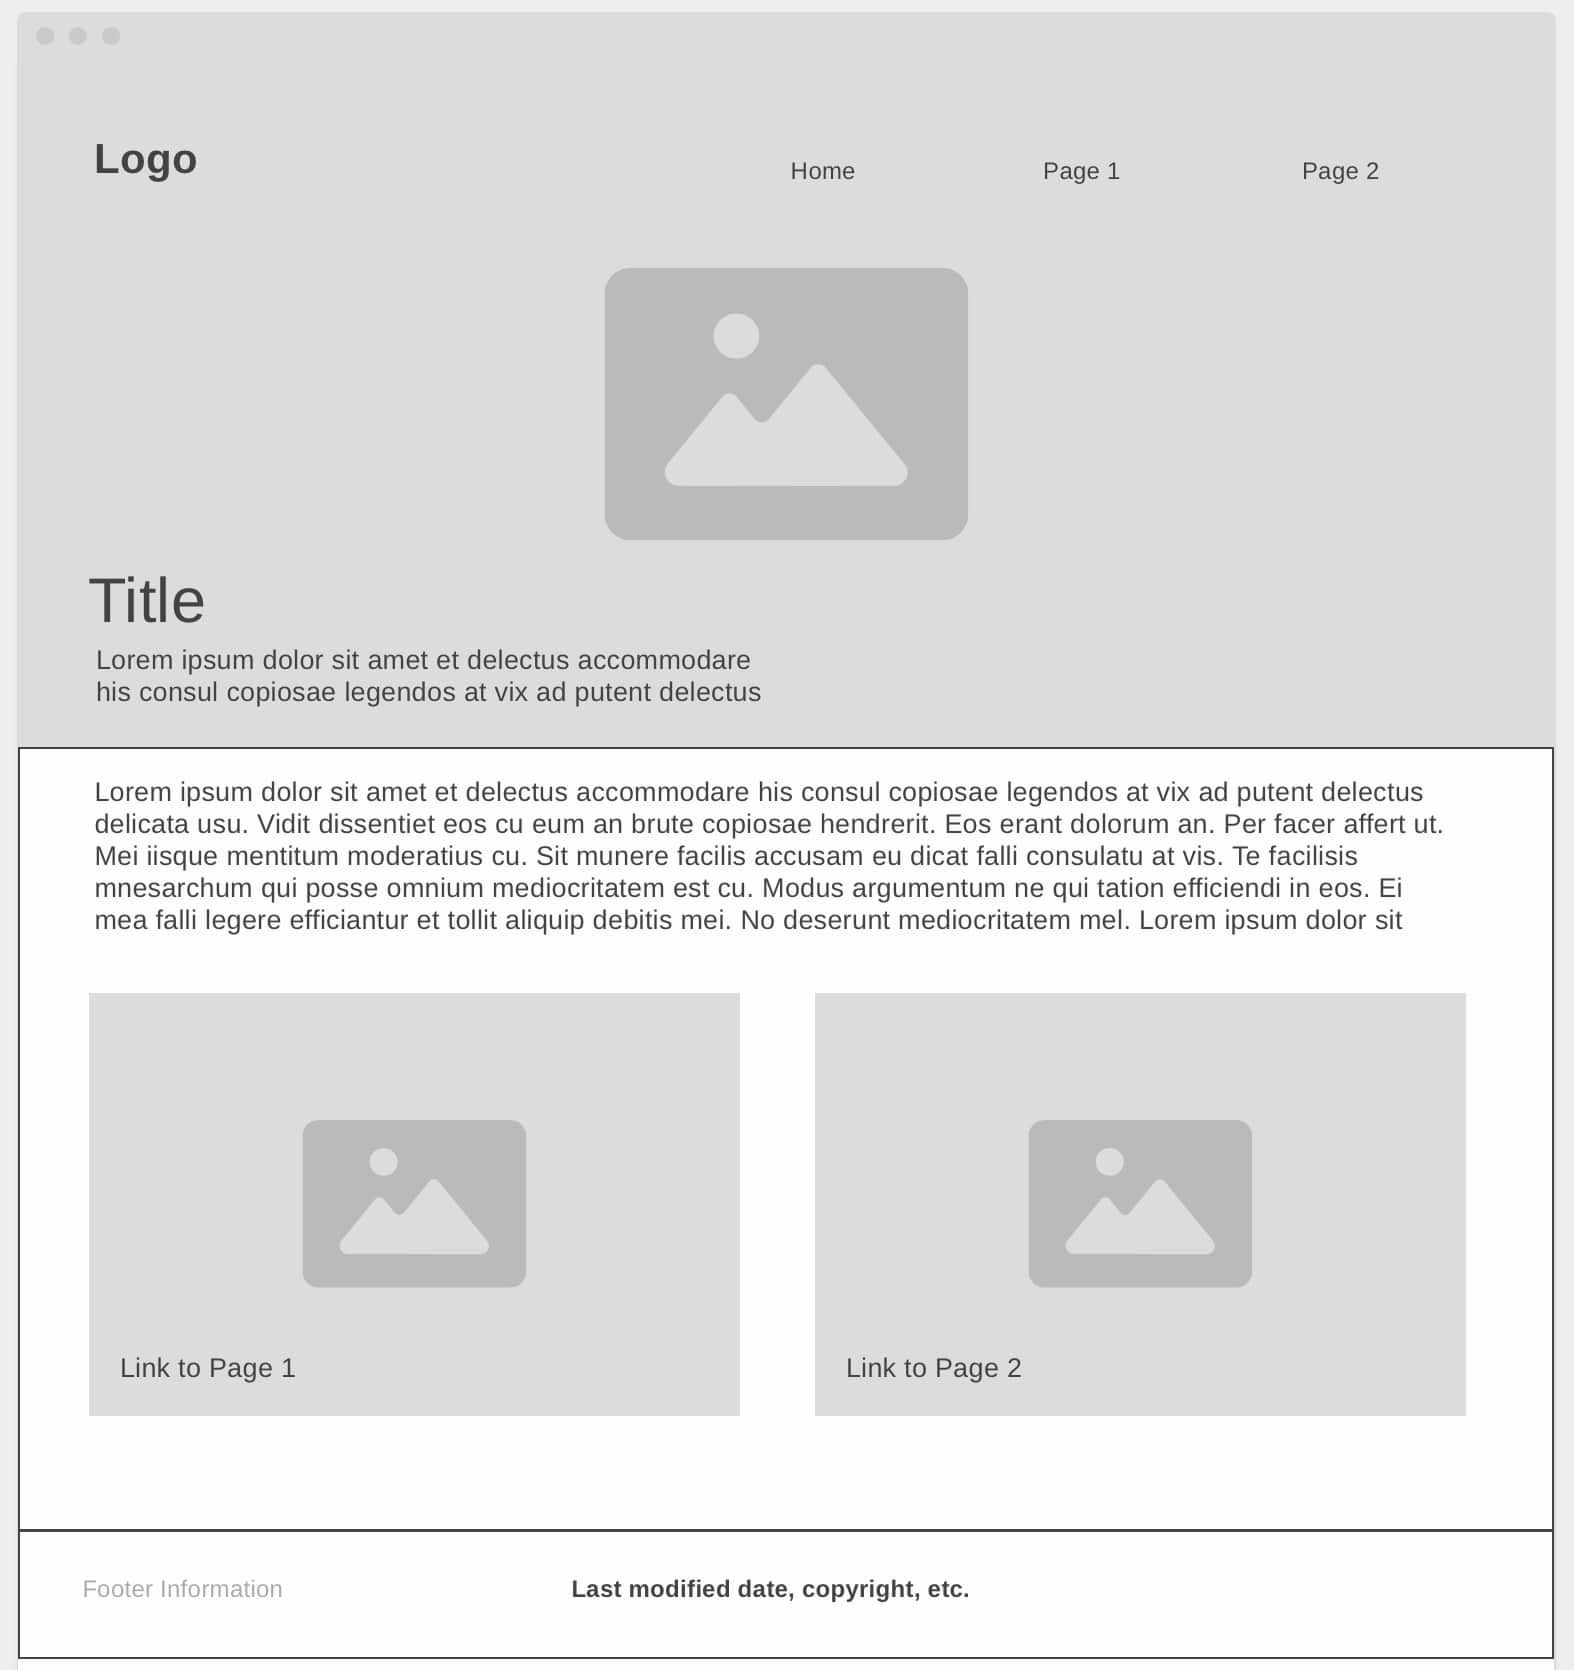 Logo
Home Page 1 Page 2
Title
Lorem ipsum dolor sit amet et delectus accommodare
his consul copiosae legendos at vix ad putent delectus
Lorem ipsum dolor sit amet et delectus accommodare his consul copiosae legendos at vix ad putent delectus
delicata usu. Vidit dissentiet eos cu eum an brute copiosae hendrerit. Eos erant dolorum an. Per facer affert ut.
Mei iisque mentitum moderatius cu. Sit munere facilis accusam eu dicat falli consulatu at vis. Te facilisis
mnesarchum qui posse omnium mediocritatem est cu. Modus argumentum ne qui tation efficiendi in eos. Ei
mea falli legere efficiantur et tollit aliquip debitis mei. No deserunt mediocritatem mel. Lorem ipsum dolor sit
Link to Page 1
Link to Page 2
Footer Information
Last modified date, copyright, etc.